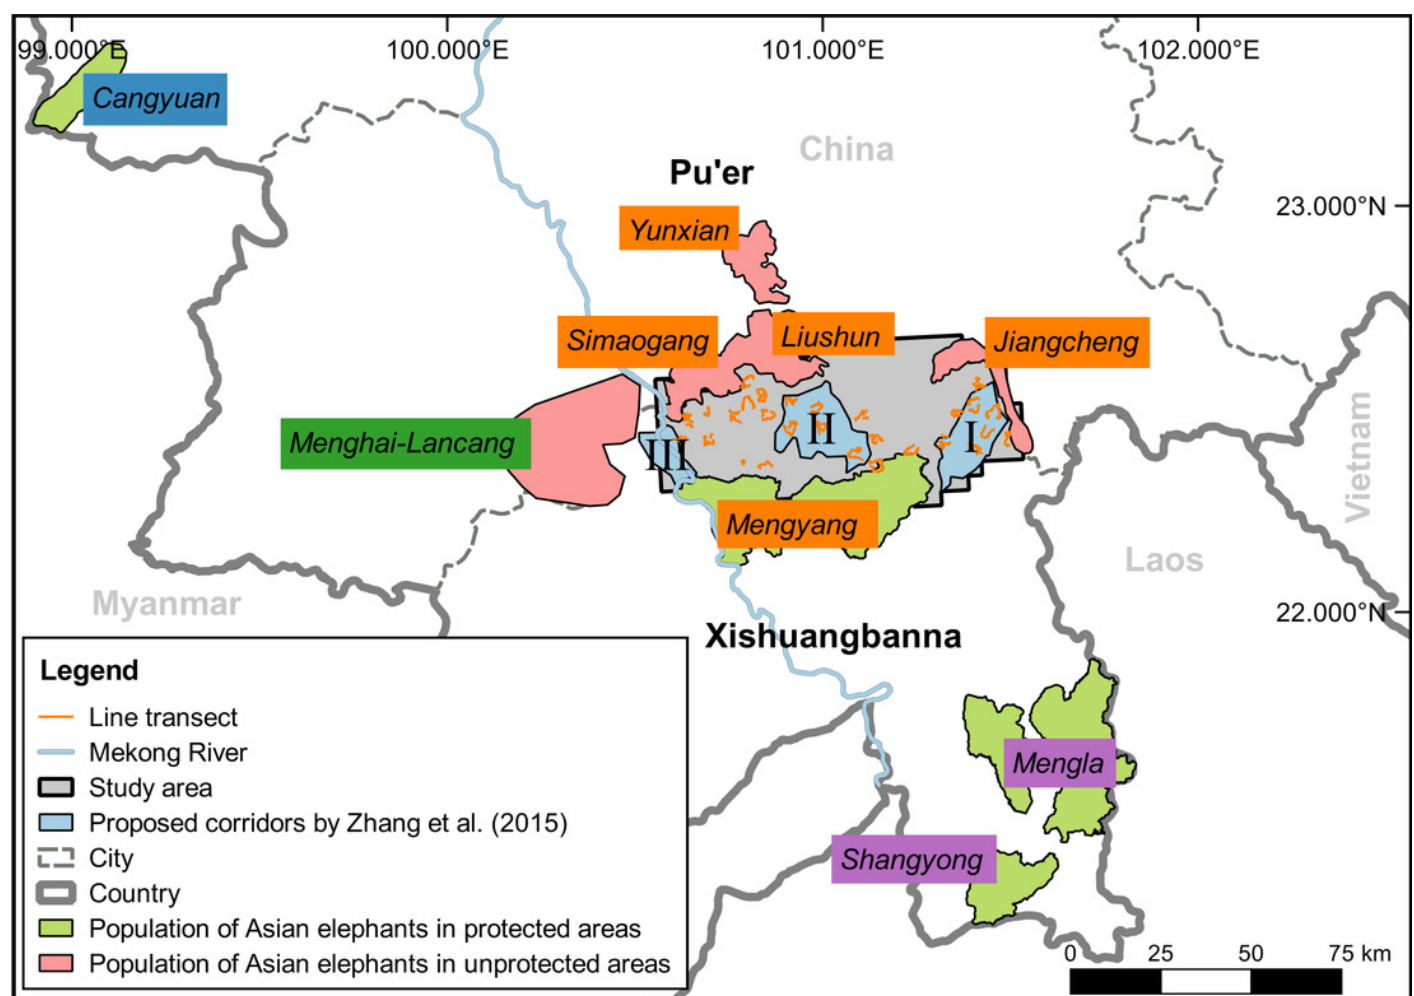 99.000°E
100.000°E
101.000°E
102.000°E
Cangyuan
China
Pu'er
23.000°N
Yunxian
Simaogang
Liushun
Jiangcheng
Menghai-Lancang
III
II
I
Vietnam
Mengyang
Laos
Myanmar
22.000°N
Xishuangbanna
Mengla
Shangyong
Legend
Line transect
Mekong River
Study area
Proposed corridors by Zhang et al. (2015)
City
Country
Population of Asian elephants in protected areas
Population of Asian elephants in unprotected areas
0 25 50 75 km